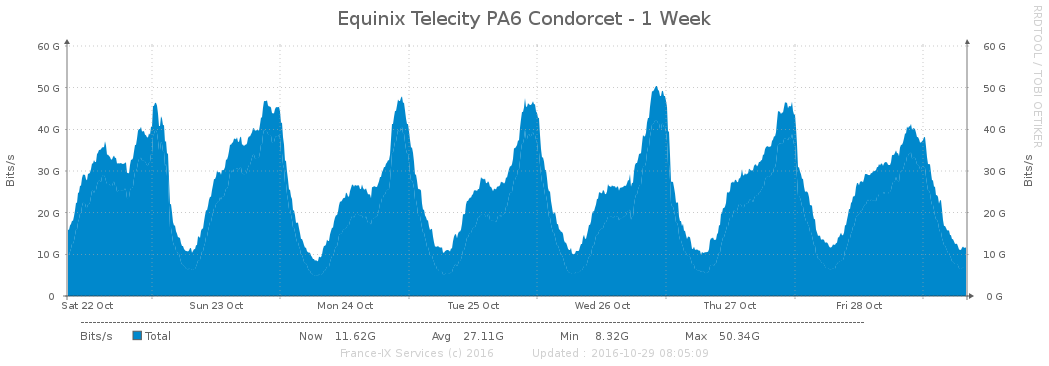 Equinix Telecity PA6 Condorcet - 1 Week
RRDTOOL / TOBI OETIKER
60 G 60 G
50 G 50 G
40 G 40 G
30 G 30 G
20 G 20 G
10 G 10 G
0 0 G
Bits/s
Bits/s
Sat 22 Oct Sun 23 Oct Mon 24 Oct Tue 25 Oct Wed 26 Oct Thu 27 Oct Fri 28 Oct
Bits/s Total Now 11.62G Avg 27.11G Min 8.32G Max 50.34G
France-IX Services (c) 2016 Updated : 2016-10-29 08:05:09